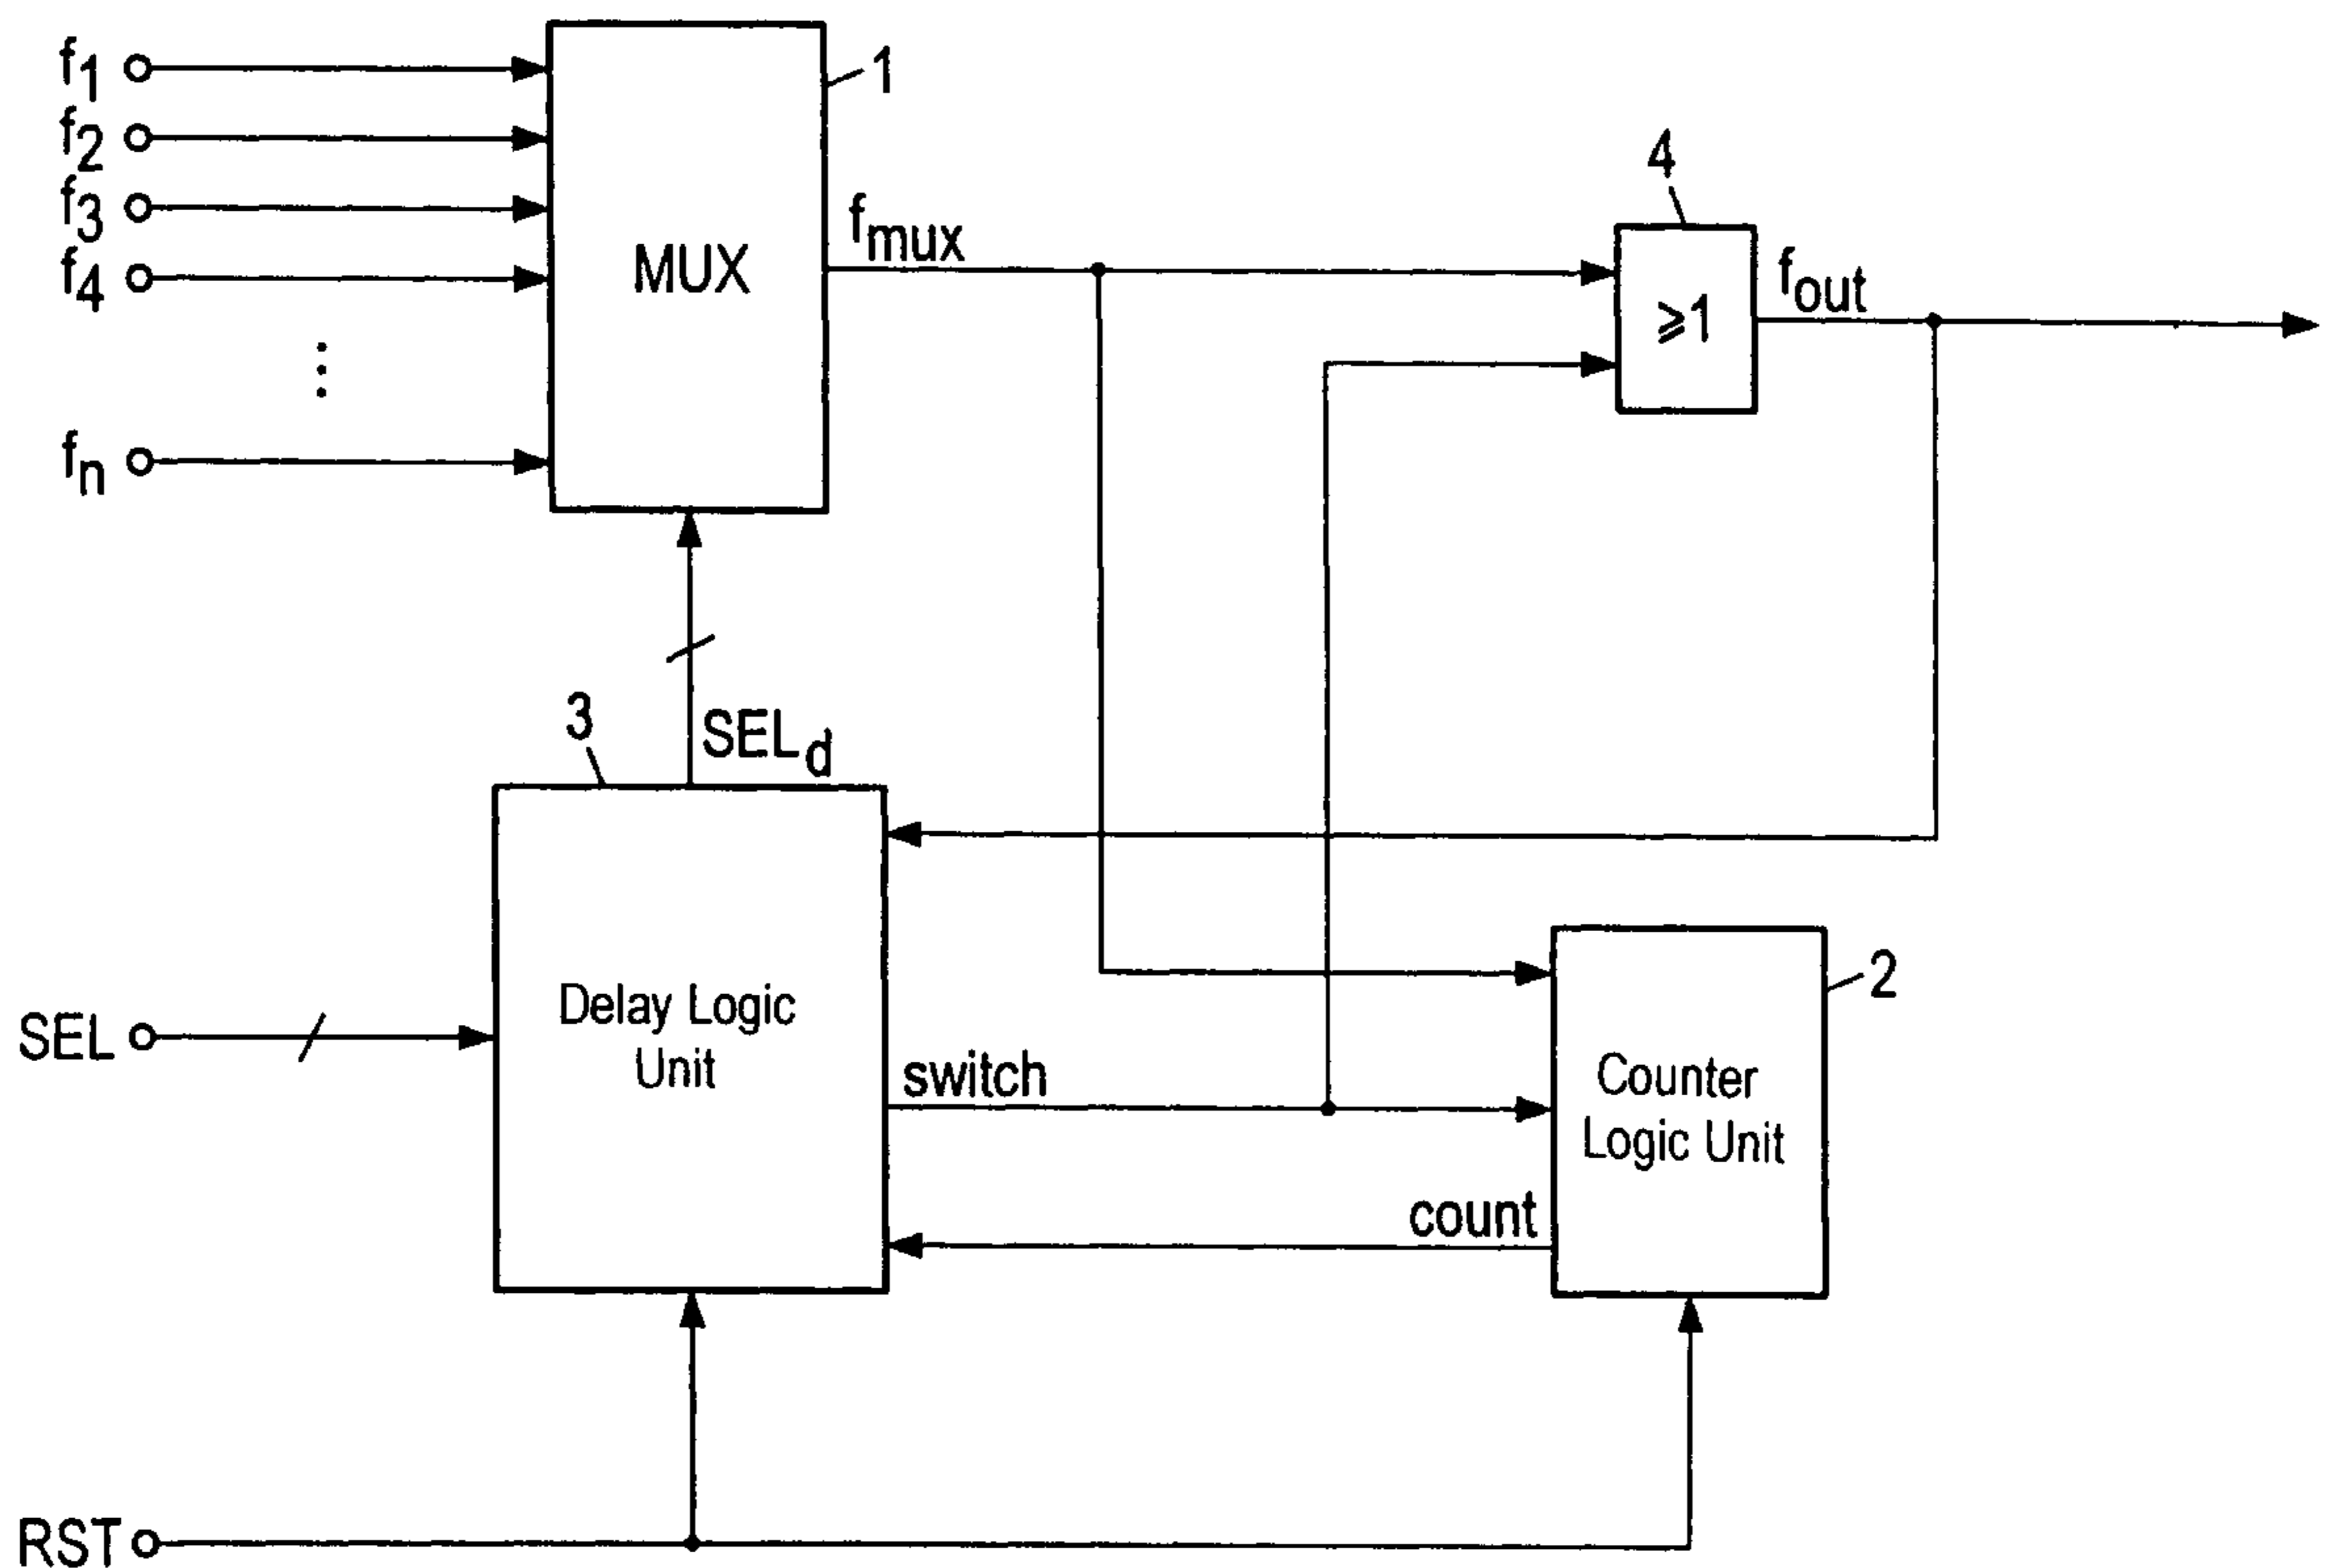 f1
f2
f3
f4
fn
MUX
1
fmux
4
≥1
fout
3
SELd
SEL
Delay Logic
Unit
switch
count
2
Counter
Logic Unit
RST